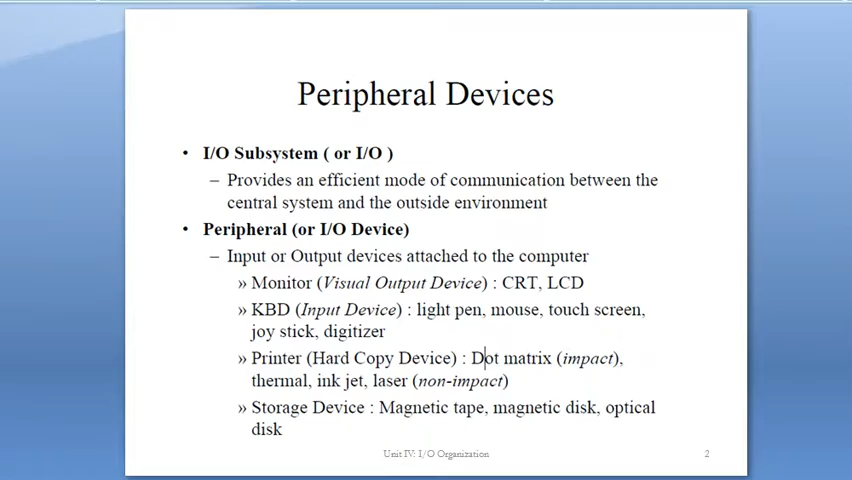 Peripheral Devices
• I/O Subsystem ( or I/O )
– Provides an efficient mode of communication between the
central system and the outside environment
• Peripheral (or I/O Device)
– Input or Output devices attached to the computer
» Monitor (Visual Output Device) : CRT, LCD
» KBD (Input Device) : light pen, mouse, touch screen,
joy stick, digitizer
» Printer (Hard Copy Device) : Dot matrix (impact),
thermal, ink jet, laser (non-impact)
» Storage Device : Magnetic tape, magnetic disk, optical
disk
Unit IV: I/O Organization
2